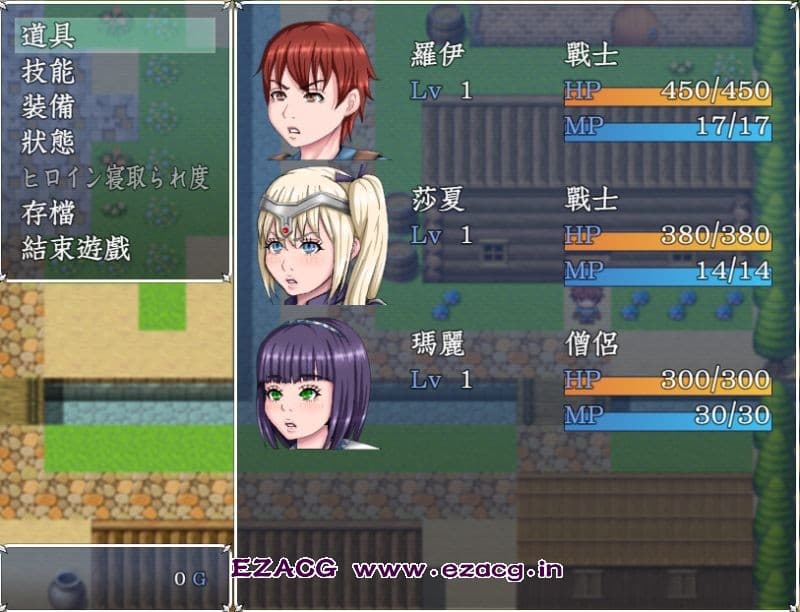 道具
技能
装備
狀態
ヒロイン寝取られ度
存檔
結束遊戲
羅伊 戰士
Lv 1 HP 450/450
MP 17/17
莎夏 戰士
Lv 1 HP 380/380
MP 14/14
瑪麗 僧侶
Lv 1 HP 300/300
MP 30/30
0 G
EZACG www.ezacg.in